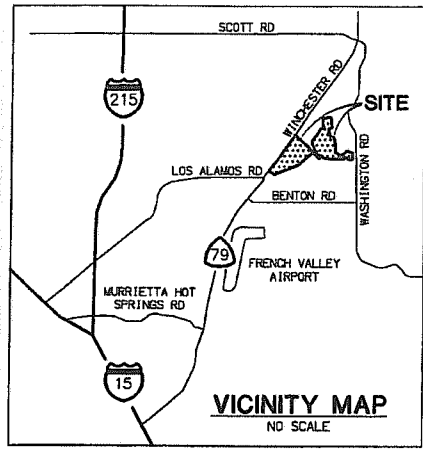 SCOTT RD
215
WINCHESTER RD
SITE
LOS ALAMOS RD
WASHINGTON RD
BENTON RD
79
FRENCH VALLEY
AIRPORT
MURRIETTA HOT
SPRINGS RD
15
VICINITY MAP
NO SCALE